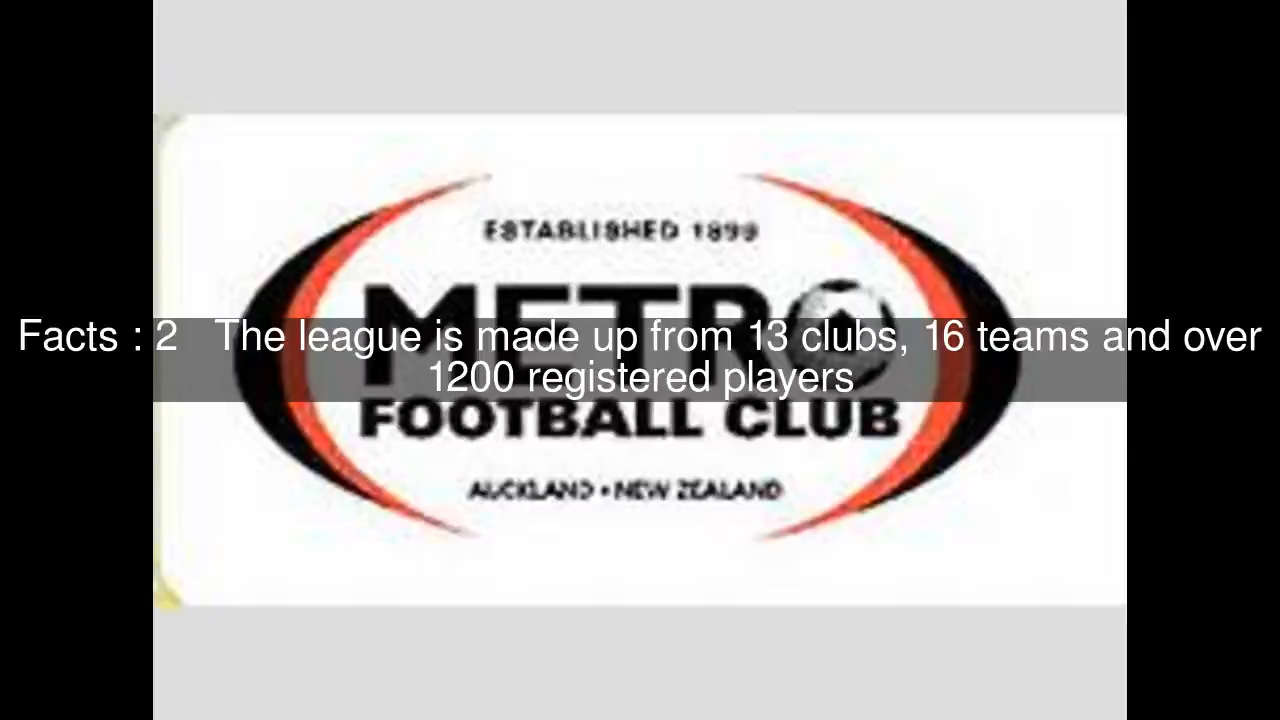 ESTABLISHED 1899
METRO
Facts : 2   The league is made up from 13 clubs, 16 teams and over
1200 registered players
FOOTBALL CLUB
AUCKLAND • NEW ZEALAND